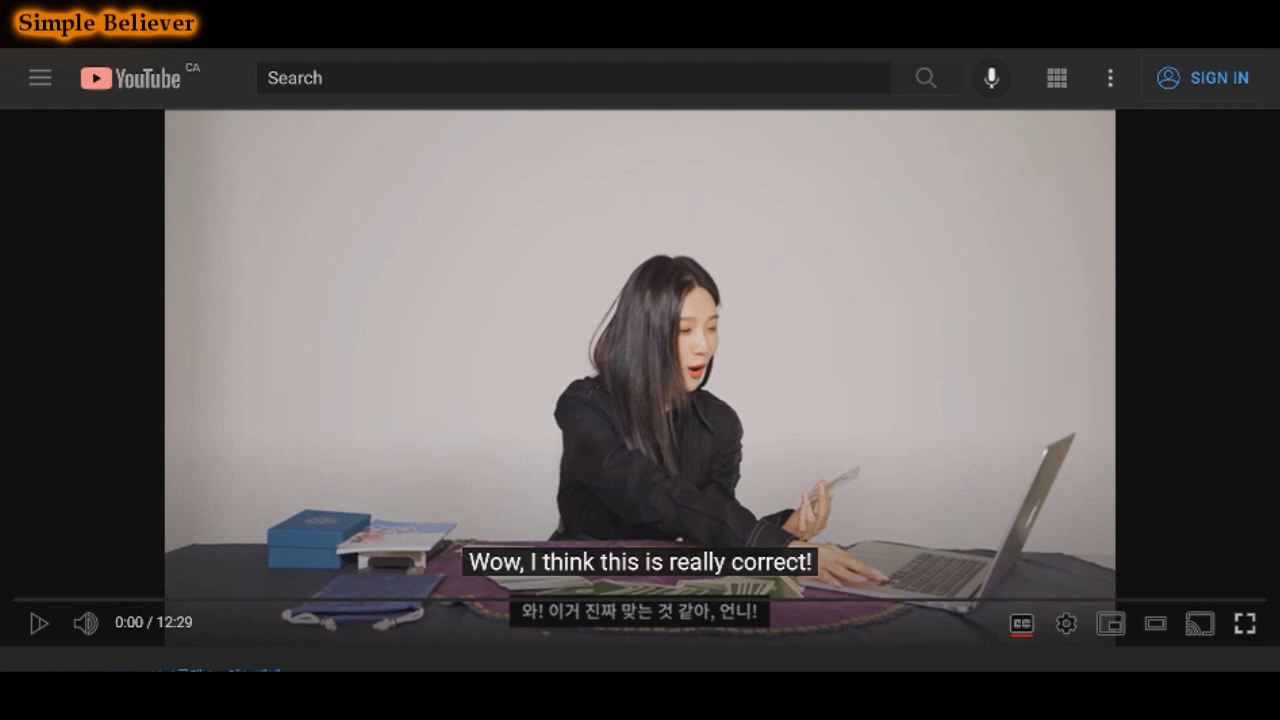 Simple Believer
YouTube CA
Search
SIGN IN
Wow, I think this is really correct!
와! 이거 진짜 맞는 것 같아, 언니!
0:00 / 12:29
CC